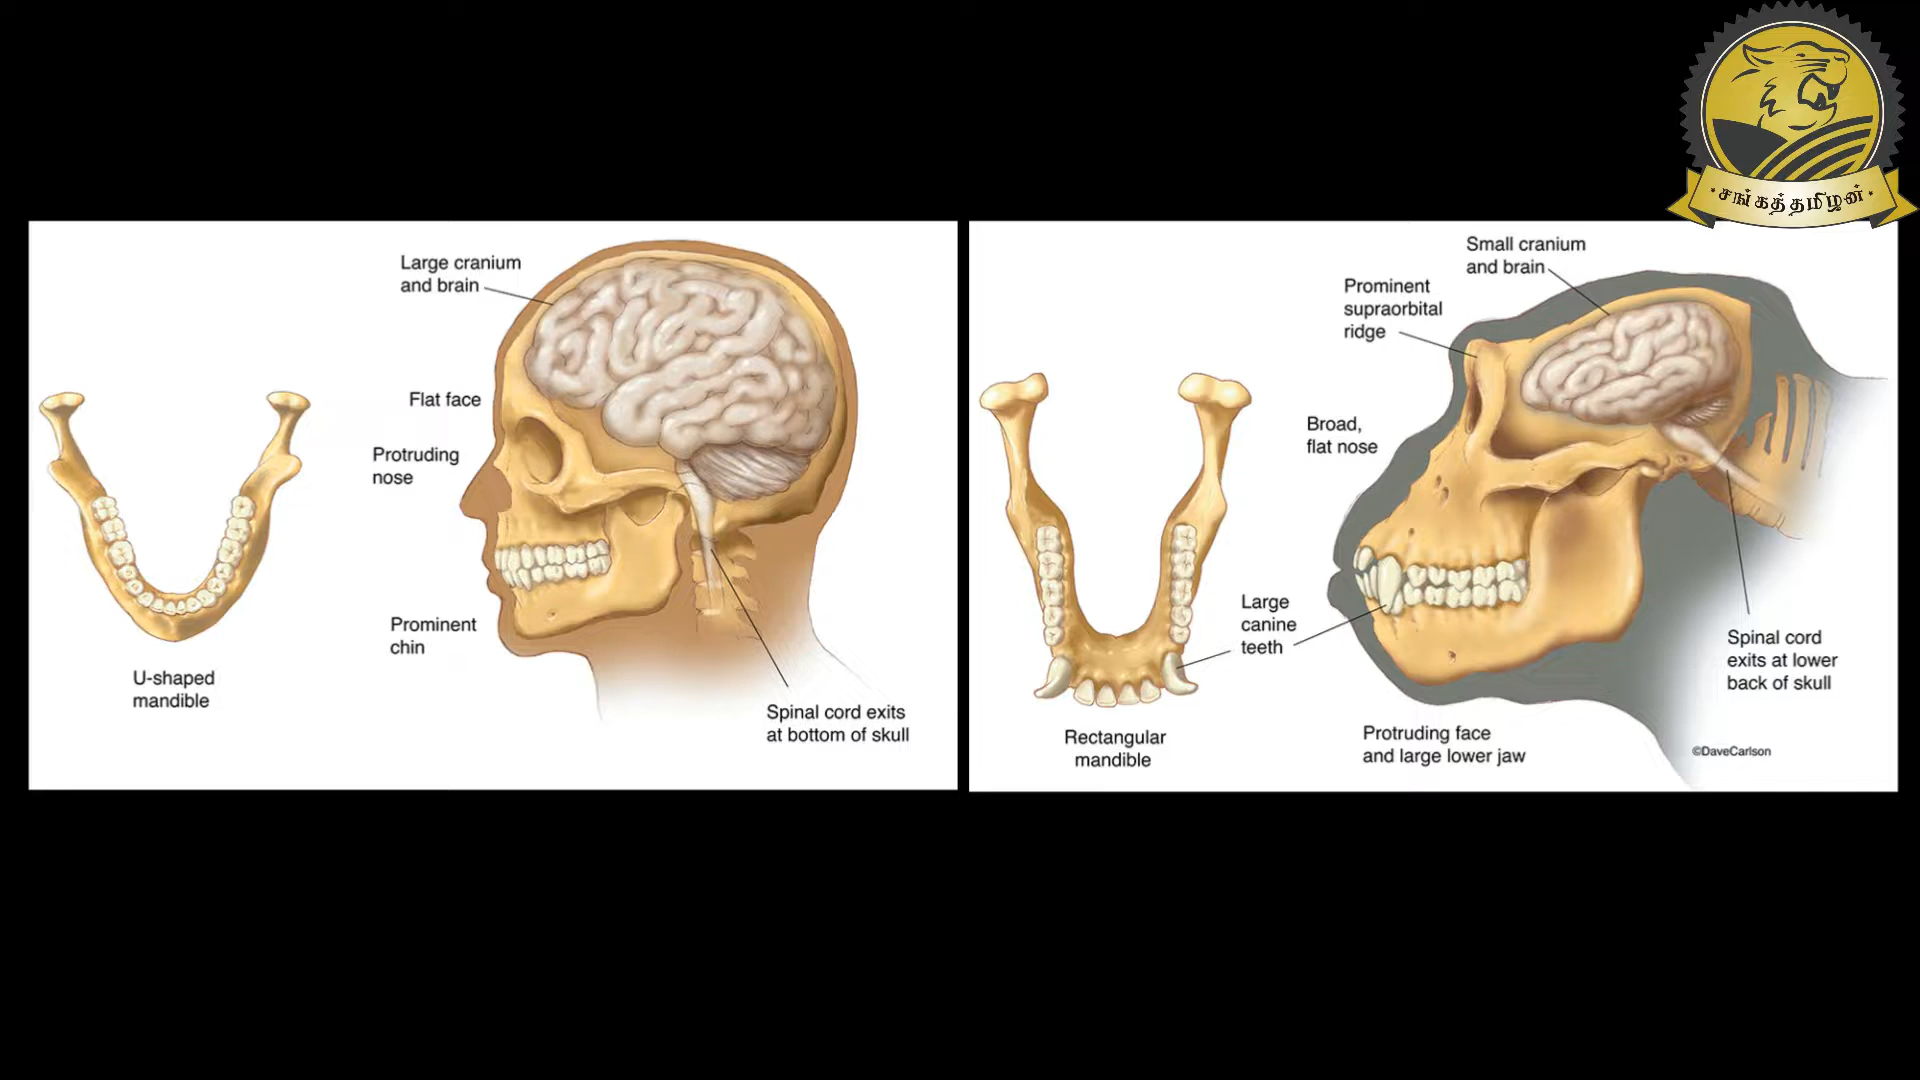 சங்கத்தமிழன்
Large cranium
and brain
Flat face
Protruding
nose
Prominent
chin
U-shaped
mandible
Spinal cord exits
at bottom of skull
Small cranium
and brain
Prominent
supraorbital
ridge
Broad,
flat nose
Large
canine
teeth
Rectangular
mandible
Protruding face
and large lower jaw
Spinal cord
exits at lower
back of skull
©DaveCarlson